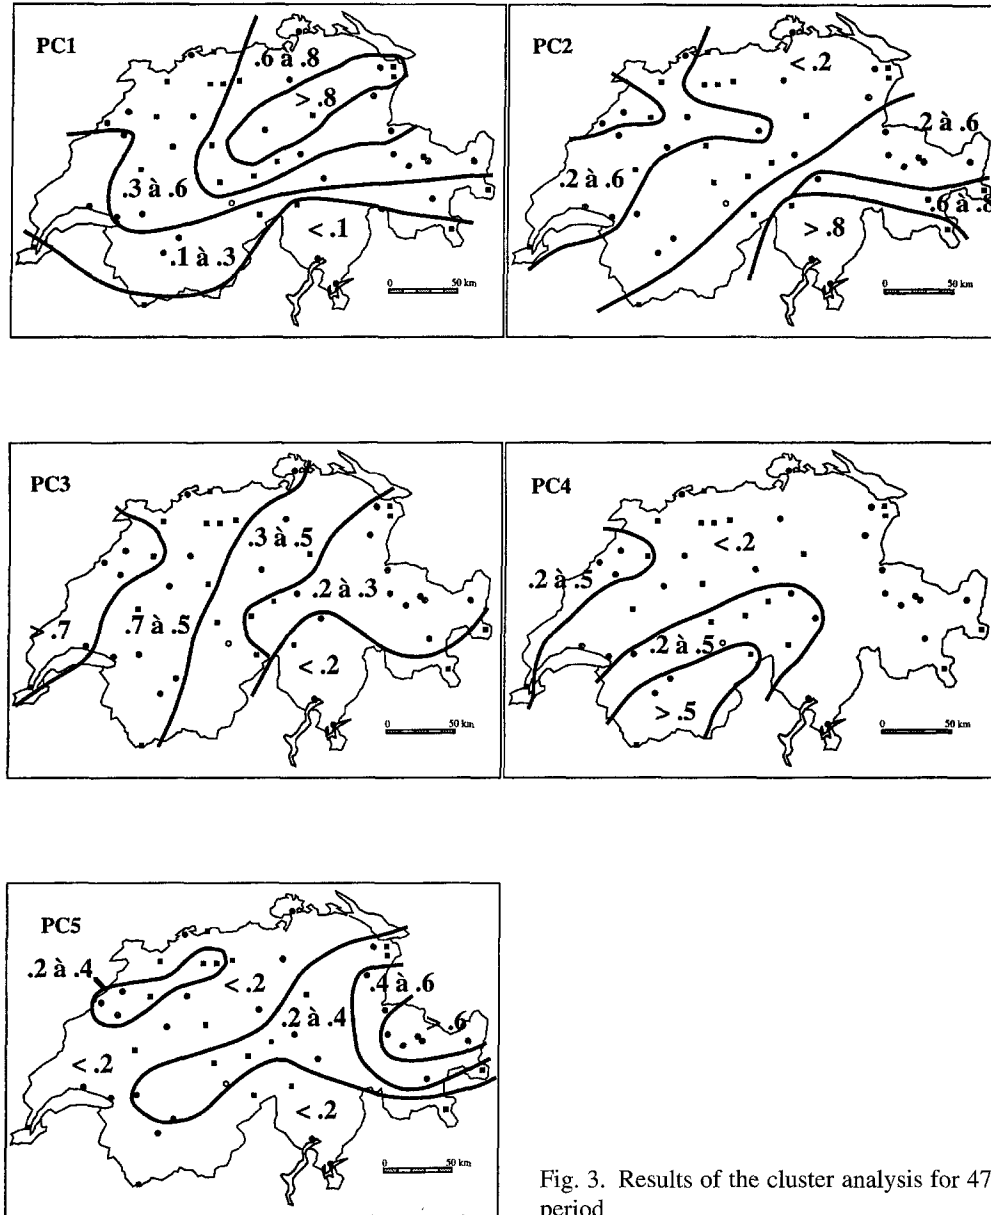 PC1
.6 à .8
> .8
.3 à .6
.1 à .3
< .1
0 50 km
PC2
< .2
.2 à .6
.2 à .6
.6 à .8
> .8
0 50 km
PC3
.3 à .5
.2 à .3
> .7
.7 à .5
< .2
0 50 km
PC4
< .2
.2 à .5
.2 à .5
> .5
0 50 km
PC5
.2 à .4
< .2
.4 à .6
.2 à .4
> .6
< .2
< .2
0 50 km
Fig. 3. Results of the cluster analysis for 47
period